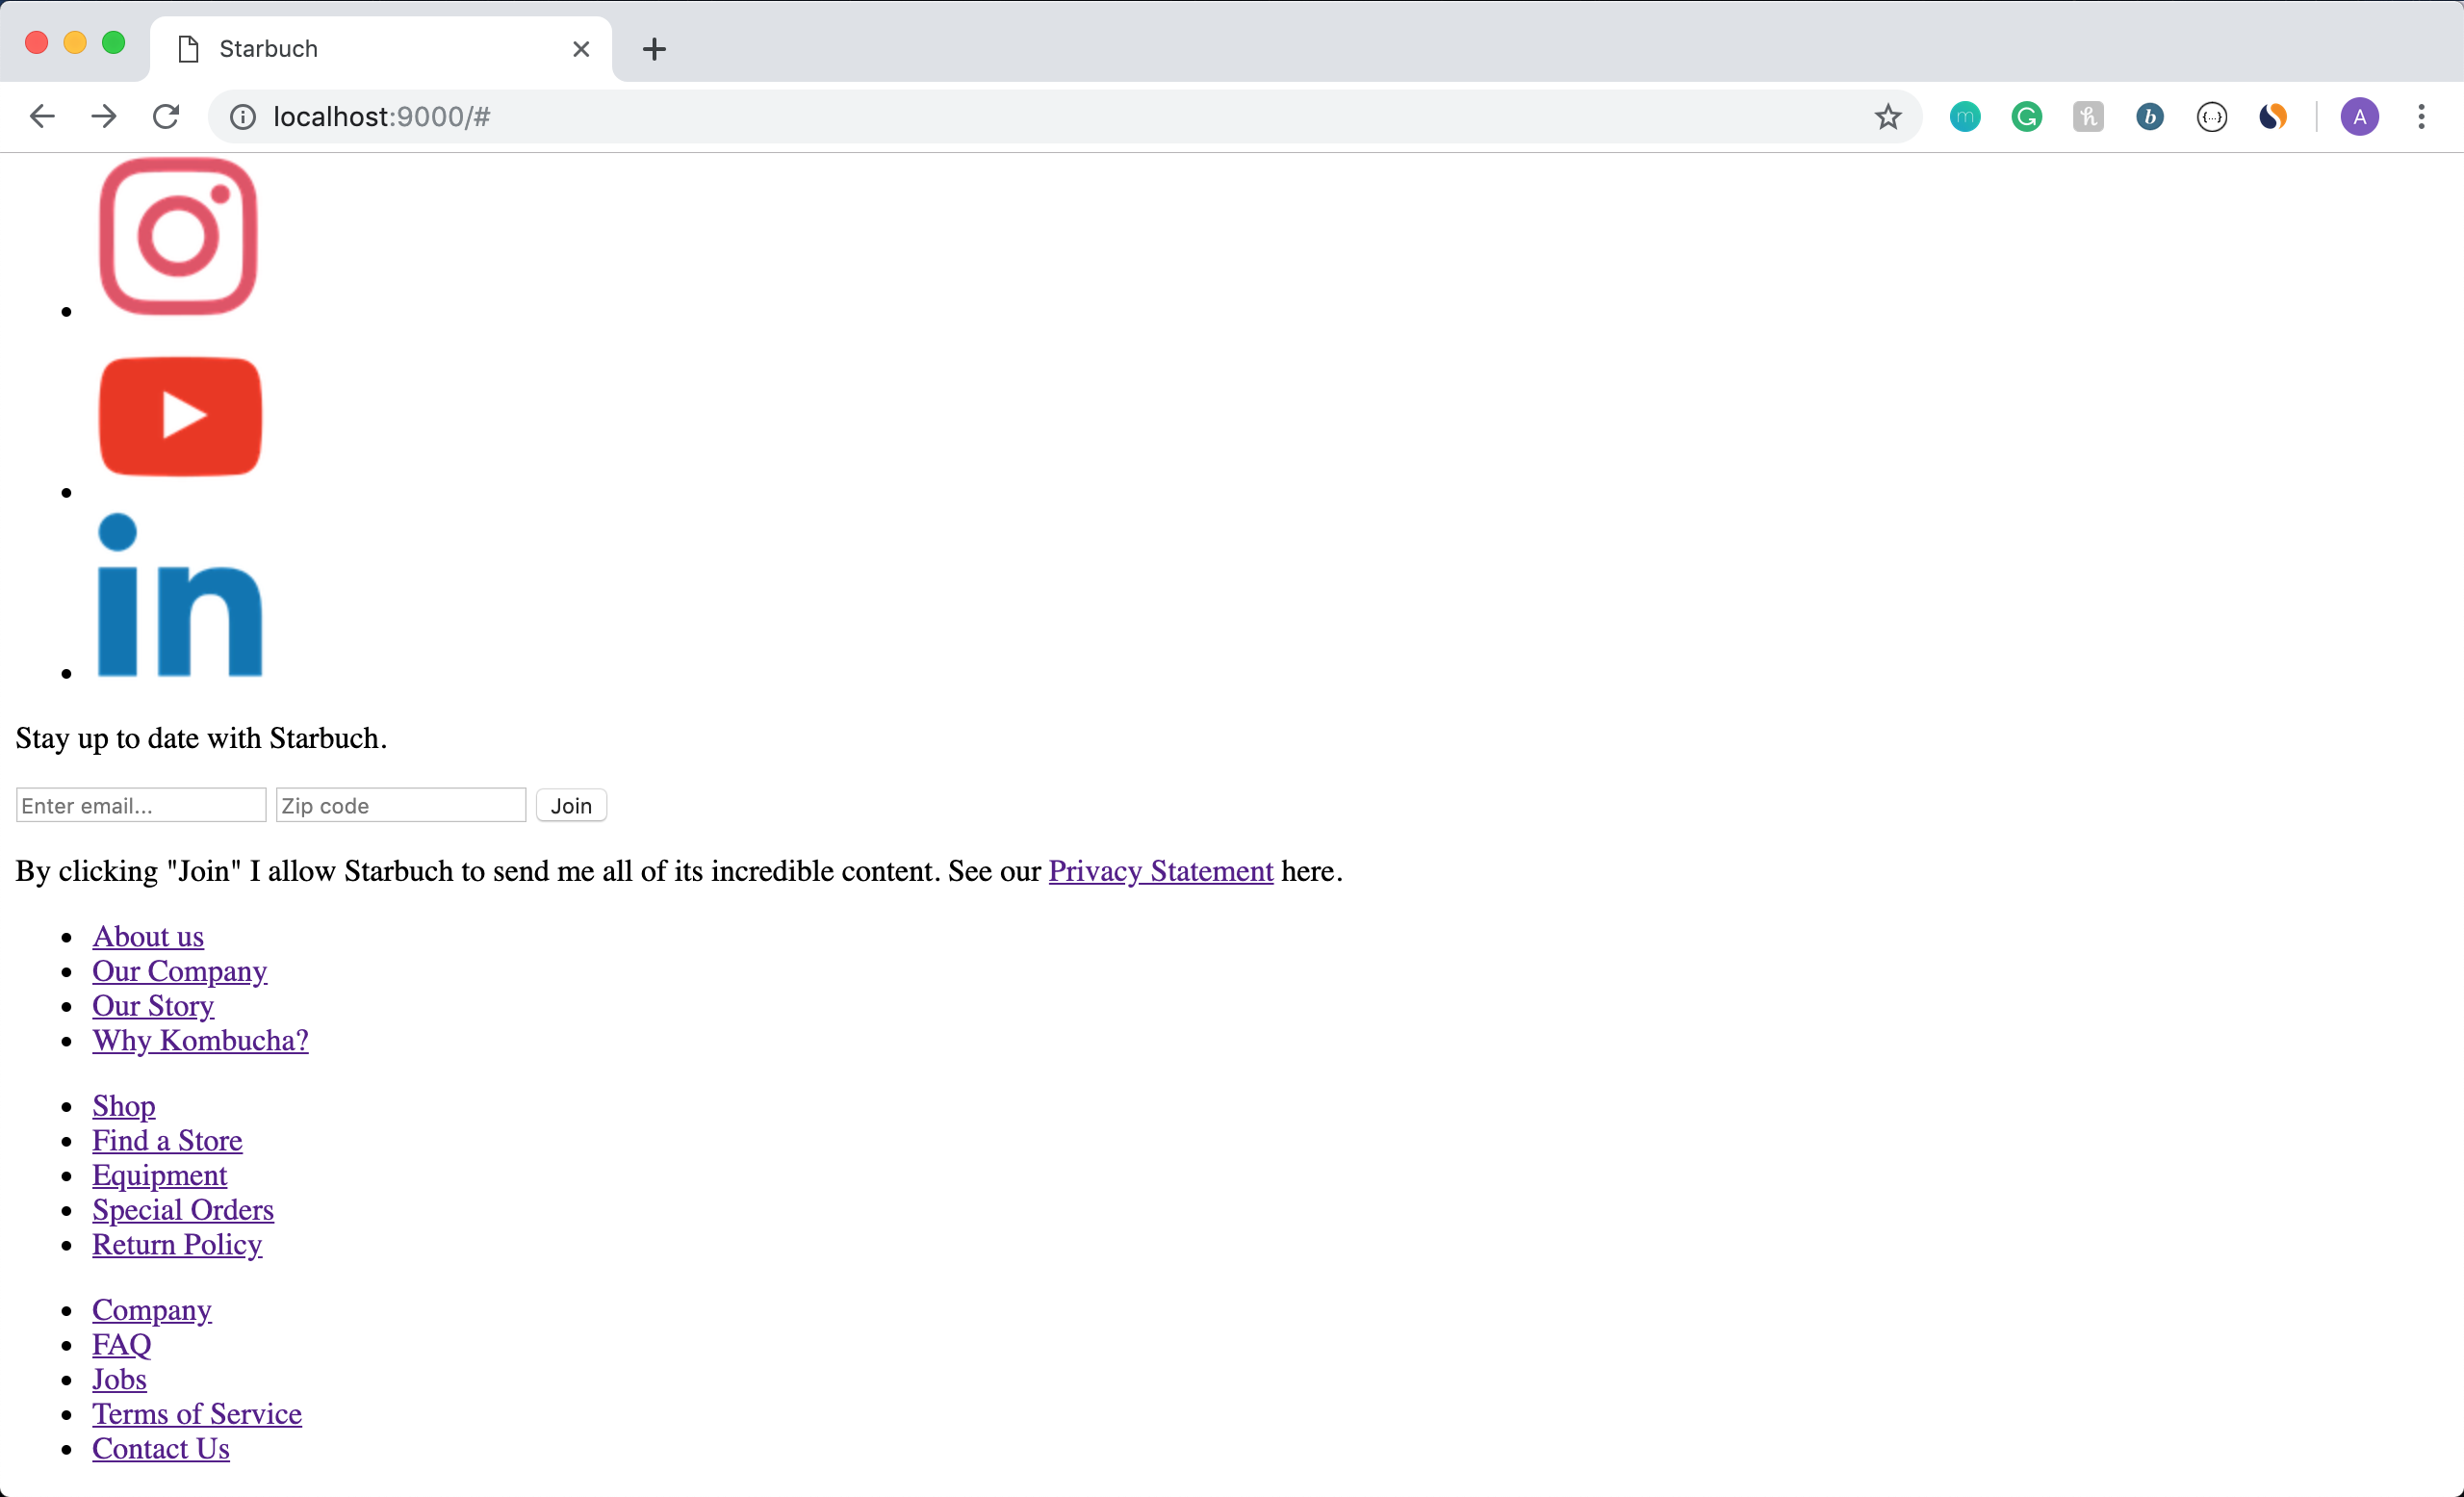 Starbuch
localhost:9000/#
m G h b {...} A
in
Stay up to date with Starbuch.
Enter email... Zip code Join
By clicking "Join" I allow Starbuch to send me all of its incredible content. See our Privacy Statement here.
About us
Our Company
Our Story
Why Kombucha?
Shop
Find a Store
Equipment
Special Orders
Return Policy
Company
FAQ
Jobs
Terms of Service
Contact Us